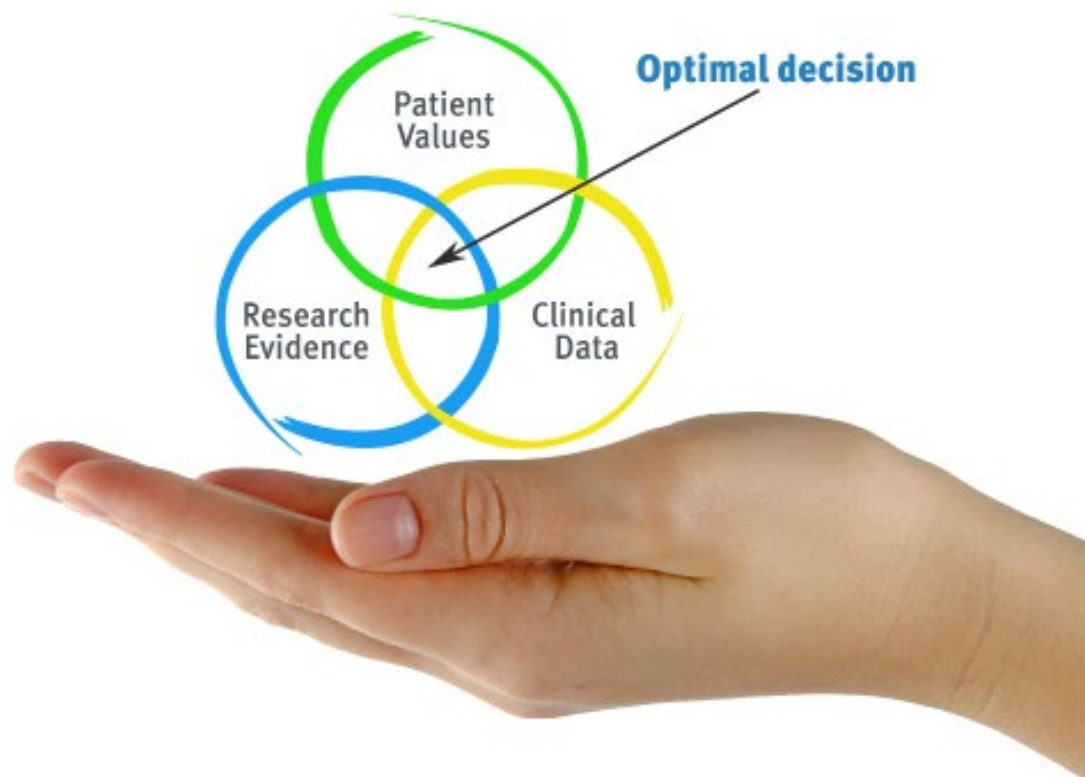 Optimal decision
Patient
Values
Research
Evidence
Clinical
Data